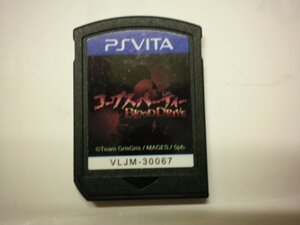 PSVITA
コープスパーティー
BLOOD DRIVE
©Team GrisGris / MAGES / 5pb.
VLJM-30067